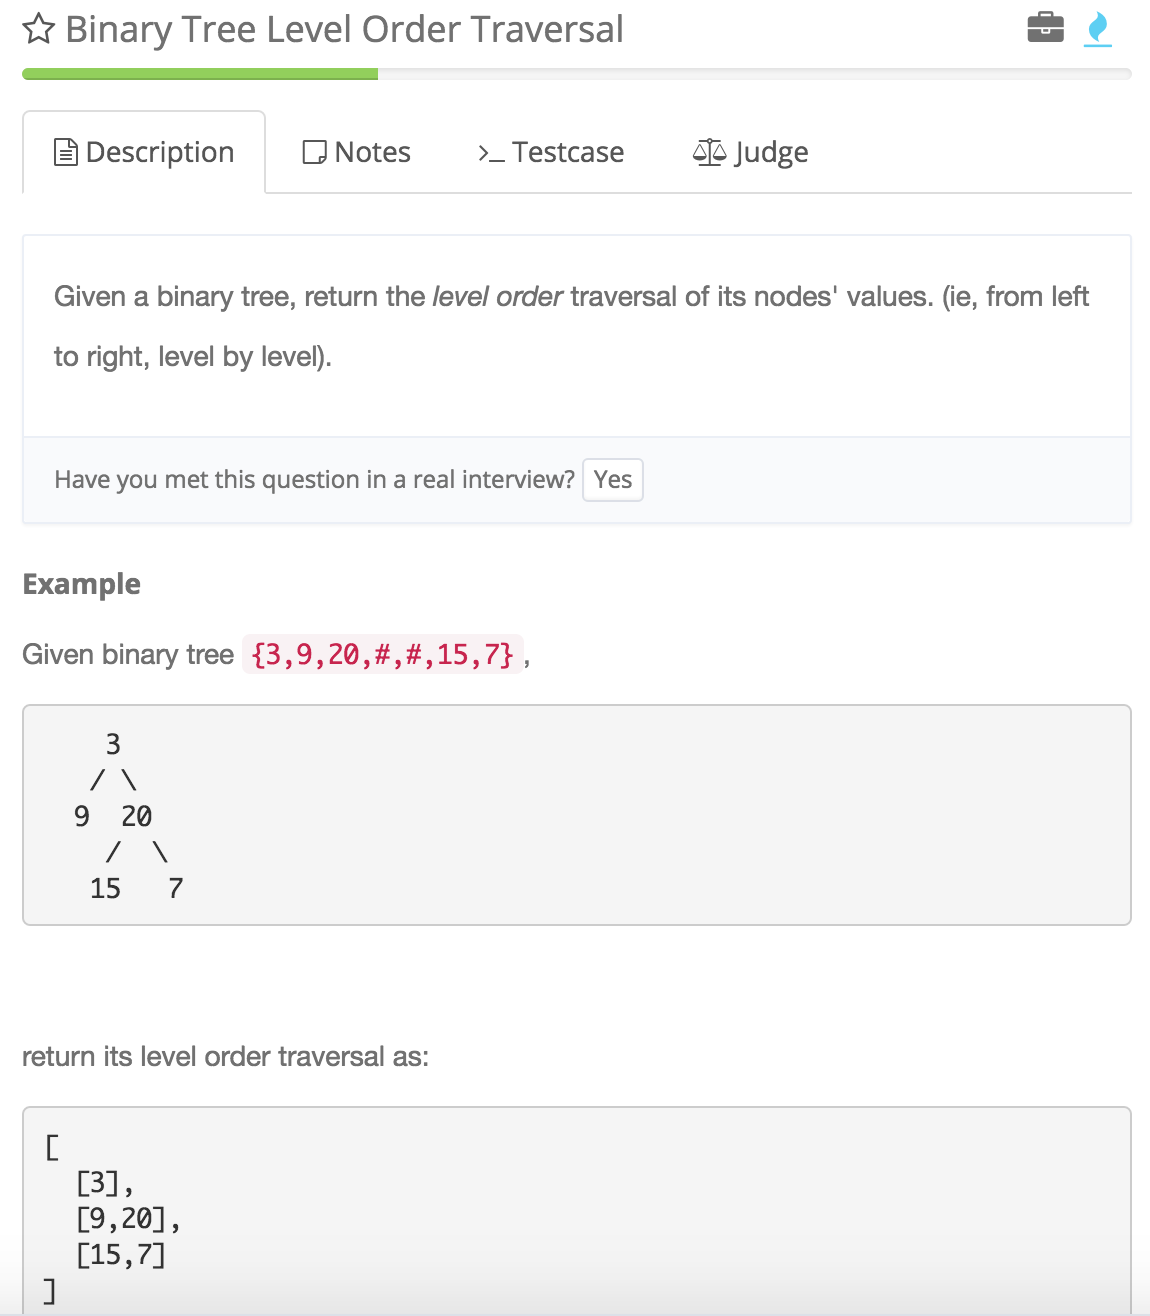 Binary Tree Level Order Traversal
Description Notes >_ Testcase Judge
Given a binary tree, return the level order traversal of its nodes' values. (ie, from left
to right, level by level).
Have you met this question in a real interview? Yes
Example
Given binary tree {3,9,20,#,#,15,7} ,
    3
   / \
  9  20
    /  \
   15   7
return its level order traversal as:
[
  [3],
  [9,20],
  [15,7]
]